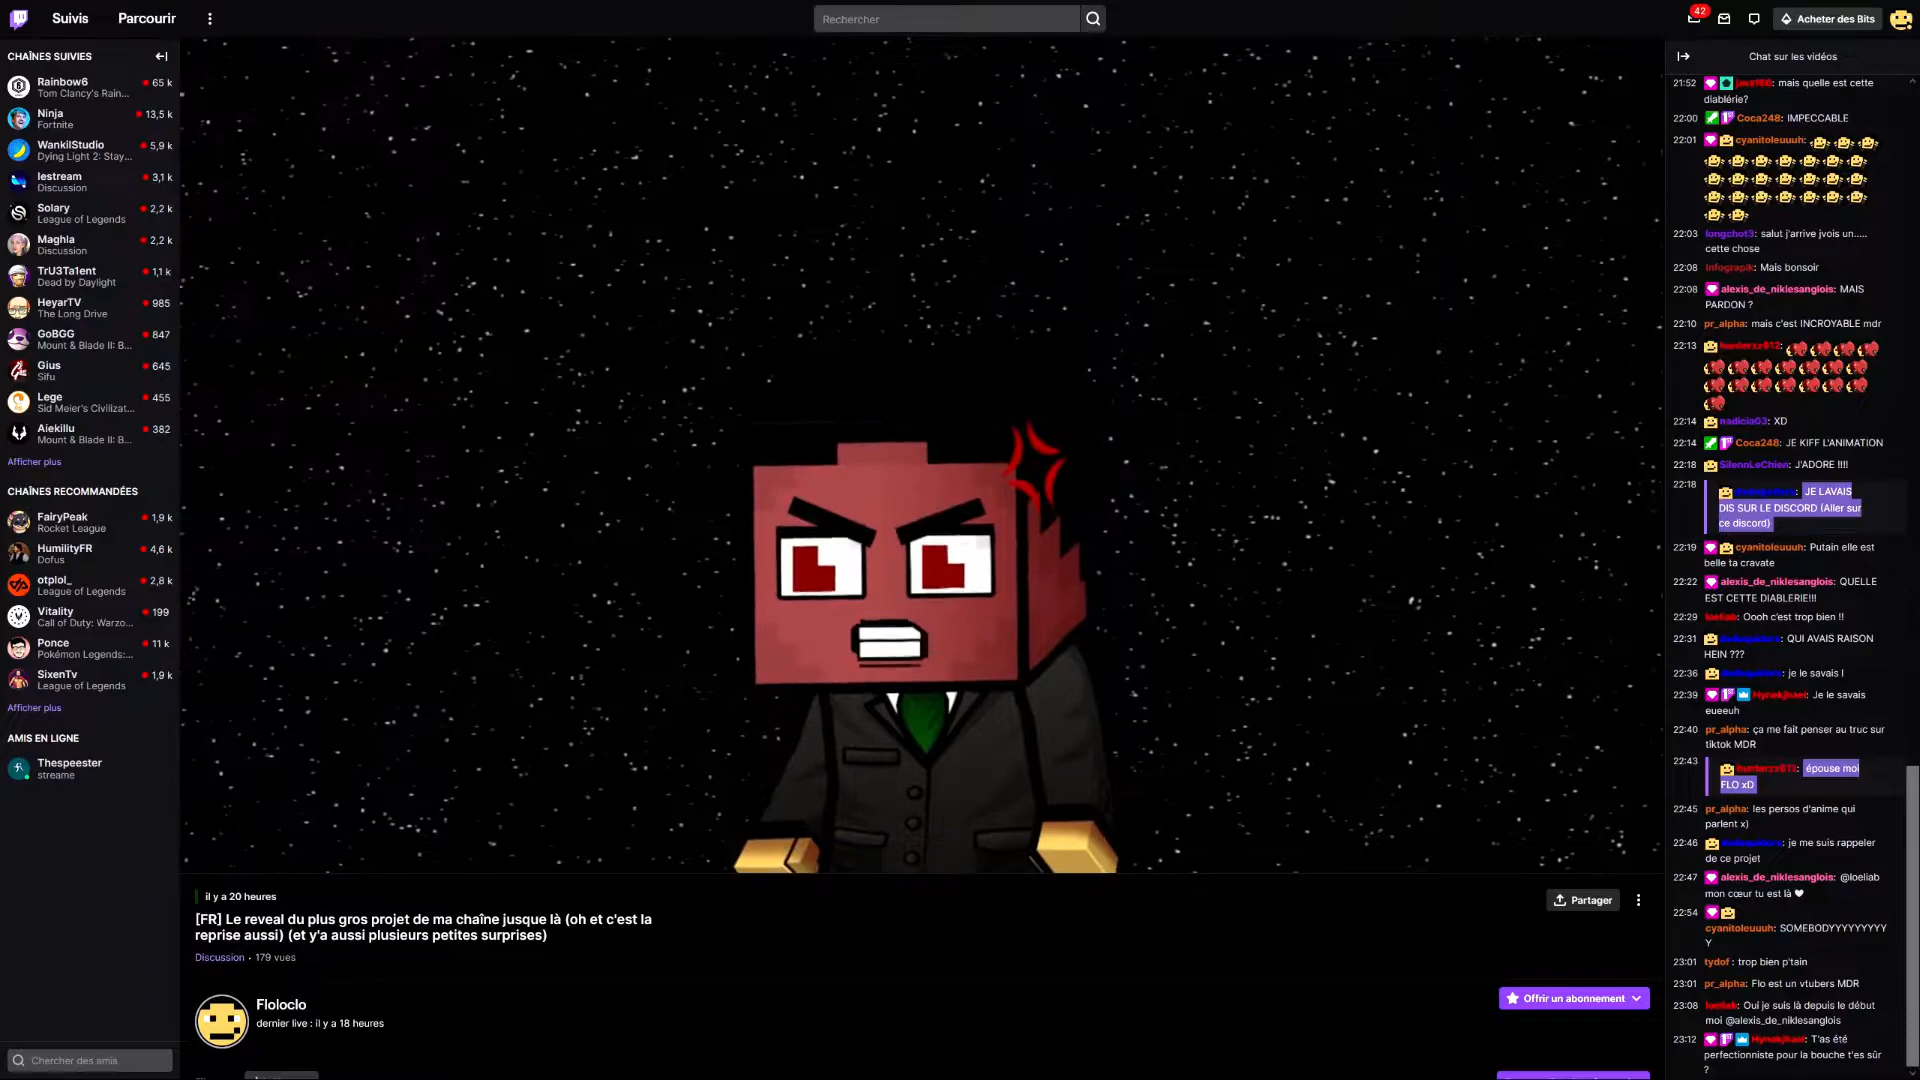 Suivis
Parcourir
Rechercher
42
Acheter des Bits
CHAÎNES SUIVIES
Rainbow6
65 k
Tom Clancy's Rain...
Ninja
13,5 k
Fortnite
WankilStudio
5,9 k
Dying Light 2: Stay...
lestream
3,1 k
Discussion
Solary
2,2 k
League of Legends
Maghla
2,2 k
Discussion
TrU3Ta1ent
1,1 k
Dead by Daylight
HeyarTV
985
The Long Drive
GoBGG
847
Mount & Blade II: B...
Gius
645
Sifu
Lege
455
Sid Meier's Civilizat...
Aiekillu
382
Mount & Blade II: B...
Afficher plus
CHAÎNES RECOMMANDÉES
FairyPeak
1,9 k
Rocket League
HumilityFR
4,6 k
Dofus
otplol_
2,8 k
League of Legends
Vitality
199
Call of Duty: Warzo...
Ponce
11 k
Pokémon Legends:...
SixenTv
1,9 k
League of Legends
Afficher plus
AMIS EN LIGNE
Thespeester
streame
Chercher des amis
il y a 20 heures
[FR] Le reveal du plus gros projet de ma chaîne jusque là (oh et c'est la
reprise aussi) (et y'a aussi plusieurs petites surprises)
Discussion • 179 vues
Partager
Floloclo
dernier live : il y a 18 heures
Offrir un abonnement
Chat sur les vidéos
21:52 : mais quelle est cette
diablérie?
22:00 Coca248: IMPECCABLE
22:01 cyanitoleuuuh:
22:03 longchot3: salut j'arrive jvois un.....
cette chose
22:08 infograpik: Mais bonsoir
22:08 alexis_de_niklesanglois: MAIS
PARDON ?
22:10 pr_alpha: mais c'est INCROYABLE mdr
22:13
22:14 nadicia03: XD
22:14 Coca248: JE KIFF L'ANIMATION
22:18 SilennLeChien: J'ADORE !!!!
22:18 : JE LAVAIS
DIS SUR LE DISCORD (Aller sur
ce discord)
22:19 cyanitoleuuuh: Putain elle est
belle ta cravate
22:22 alexis_de_niklesanglois: QUELLE
EST CETTE DIABLERIE!!!
22:29 loeliab: Oooh c'est trop bien !!
22:31 : QUI AVAIS RAISON
HEIN ???
22:36 : je le savais l
22:39 : Je le savais
eueeuh
22:40 pr_alpha: ça me fait penser au truc sur
tiktok MDR
22:43 : épouse moi
FLO xD
22:45 pr_alpha: les persos d'anime qui
parlent x)
22:46 : je me suis rappeler
de ce projet
22:47 alexis_de_niklesanglois: @loeliab
mon cœur tu est là ♥
22:54
cyanitoleuuuh: SOMEBODYYYYYYYYY
Y
23:01 tydof : trop bien p'tain
23:01 pr_alpha: Flo est un vtubers MDR
23:08 loeliab: Oui je suis là depuis le début
moi @alexis_de_niklesanglois
23:12 : T'as été
perfectionniste pour la bouche t'es sûr
?